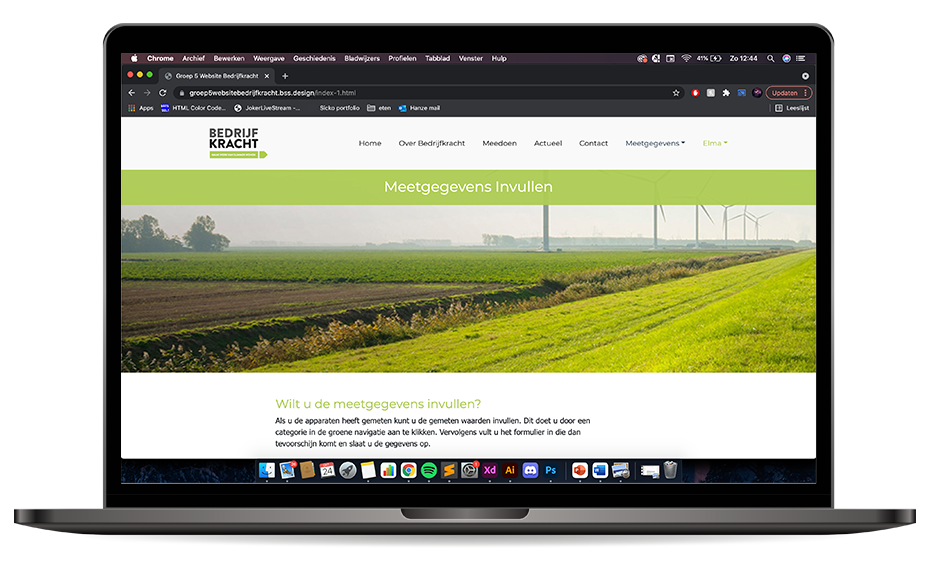 Chrome Archief Bewerken Weergave Geschiedenis Bladwijzers Profielen Tabblad Venster Hulp 41% Zo 12:44
Groep 5 Website Bedrijfkracht
groep5websitebedrijfkracht.bss.design/index-1.html Updaten
Apps HTML Color Code... JokerLiveStream -... Sicko portfolio eten Hanze mail Leeslijst
BEDRIJF
KRACHT
Home Over Bedrijfkracht Meedoen Actueel Contact Meetgegevens Elma
Meetgegevens Invullen
Wilt u de meetgegevens invullen?
Als u de apparaten heeft gemeten kunt u de gemeten waarden invullen. Dit doet u door een
categorie in de groene navigatie aan te klikken. Vervolgens vult u het formulier in die dan
tevoorschijn komt en slaat u de gegevens op.
24 Xd Ai Ps